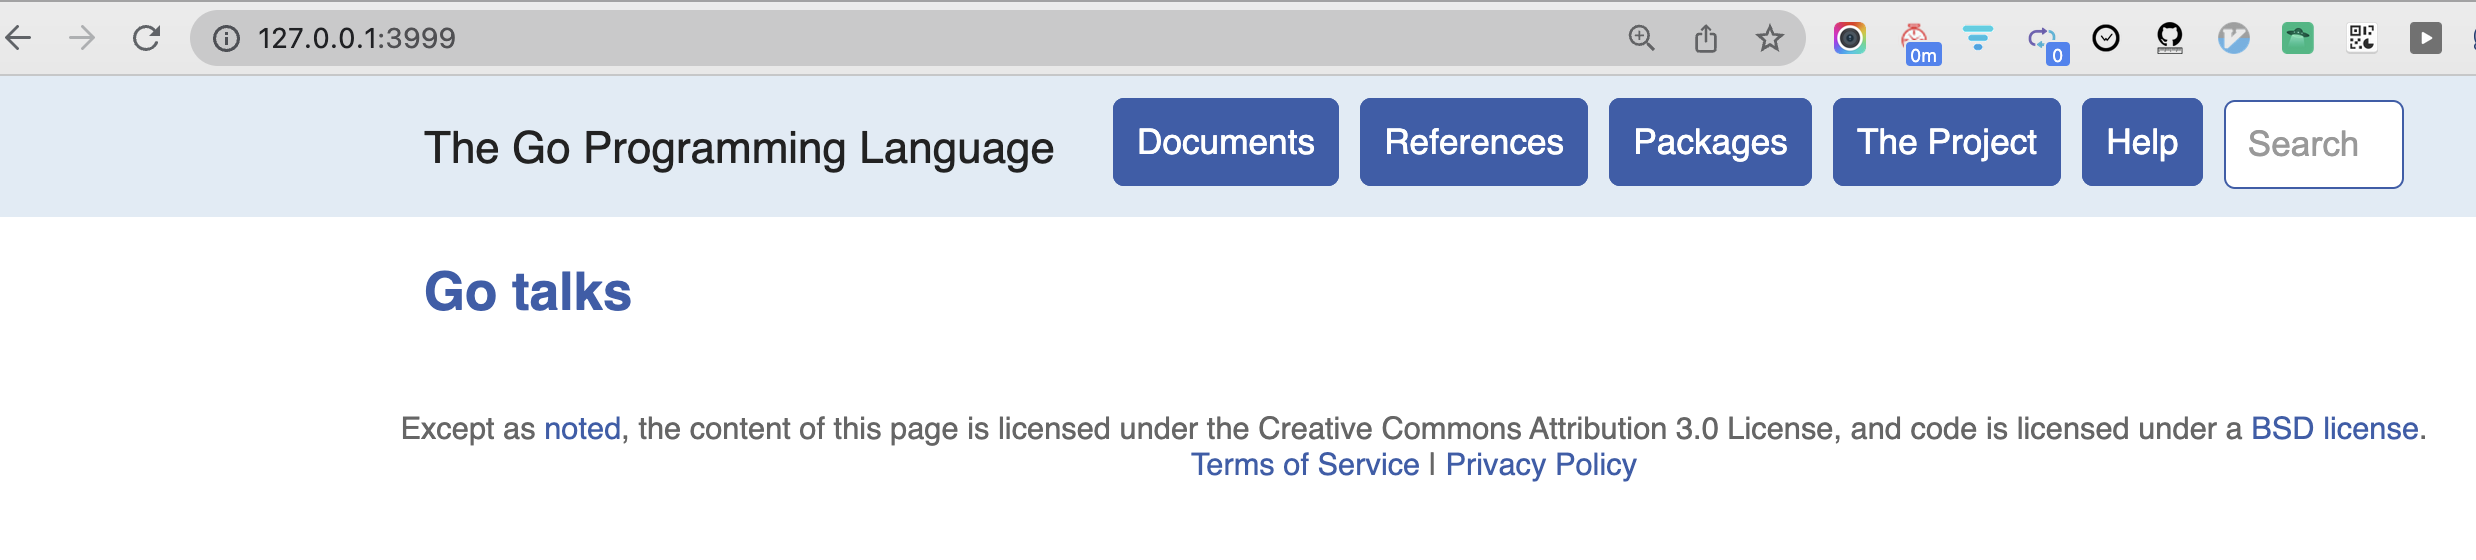 127.0.0.1:3999
0m
0
The Go Programming Language
Documents
References
Packages
The Project
Help
Search
Go talks
Except as noted, the content of this page is licensed under the Creative Commons Attribution 3.0 License, and code is licensed under a BSD license.
Terms of Service | Privacy Policy